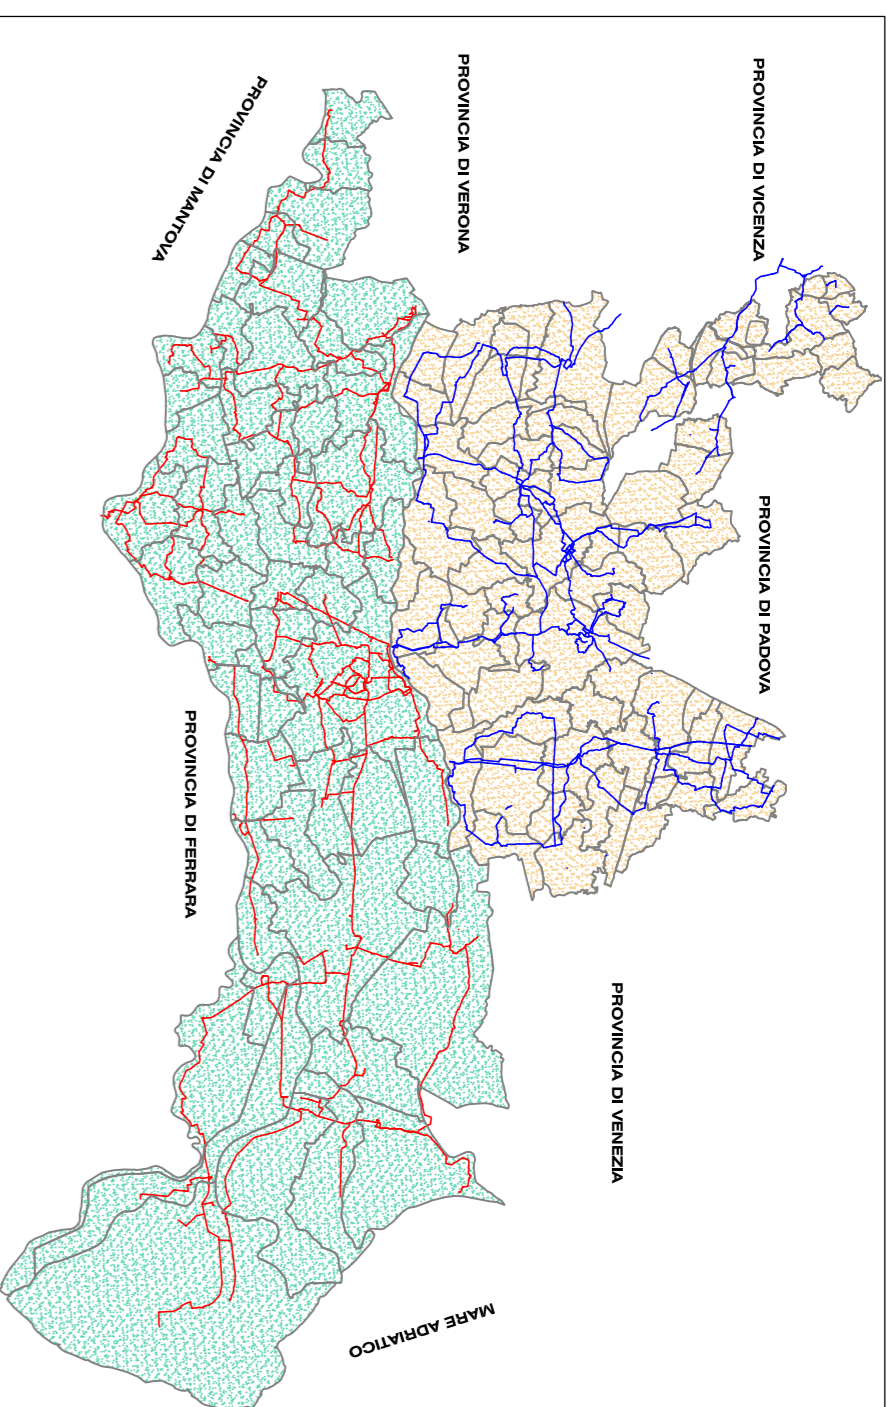 PROVINCIA DI VICENZA
PROVINCIA DI VERONA
PROVINCIA DI MANTOVA
PROVINCIA DI PADOVA
PROVINCIA DI FERRARA
PROVINCIA DI VENEZIA
MARE ADRIATICO